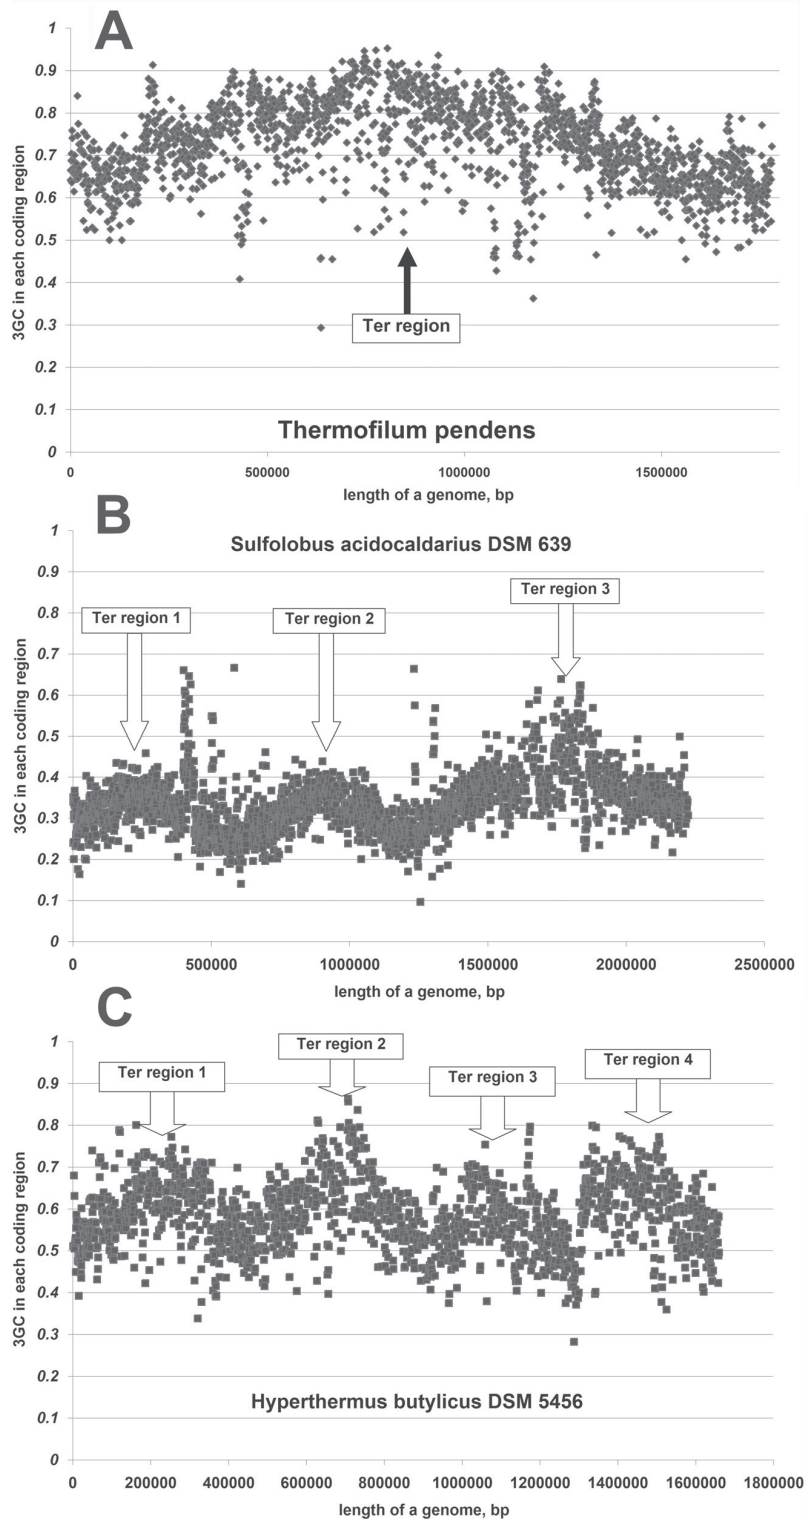 A
1
0.9
0.8
0.7
0.6
0.5
0.4
0.3
0.2
0.1
0
3GC in each coding region
Ter region
Thermofilum pendens
0 500000 1000000 1500000
length of a genome, bp
B
1
0.9
0.8
0.7
0.6
0.5
0.4
0.3
0.2
0.1
0
3GC in each coding region
Sulfolobus acidocaldarius DSM 639
Ter region 1
Ter region 2
Ter region 3
0 500000 1000000 1500000 2000000 2500000
length of a genome, bp
C
1
0.9
0.8
0.7
0.6
0.5
0.4
0.3
0.2
0.1
0
3GC in each coding region
Ter region 1
Ter region 2
Ter region 3
Ter region 4
Hyperthermus butylicus DSM 5456
0 200000 400000 600000 800000 1000000 1200000 1400000 1600000 1800000
length of a genome, bp